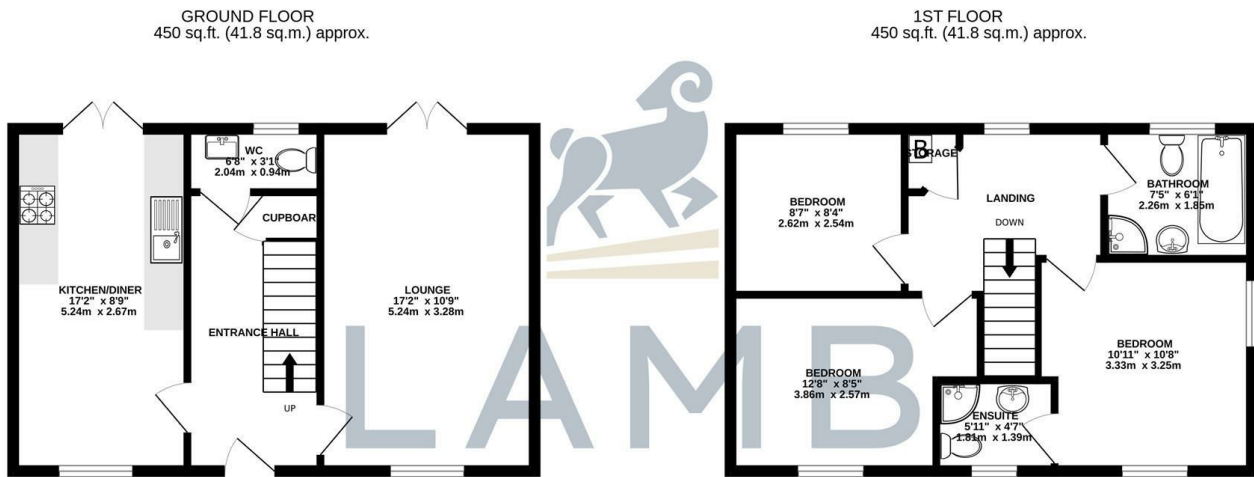 GROUND FLOOR
450 sq.ft. (41.8 sq.m.) approx.
1ST FLOOR
450 sq.ft. (41.8 sq.m.) approx.
WC
6'8" x 3'1"
2.04m x 0.94m
CUPBOAR
KITCHEN/DINER
17'2" x 8'9"
5.24m x 2.67m
ENTRANCE HALL
UP
LOUNGE
17'2" x 10'9"
5.24m x 3.28m
BEDROOM
8'7" x 8'4"
2.62m x 2.54m
B
STORAGE
LANDING
DOWN
BATHROOM
7'5" x 6'1"
2.26m x 1.85m
BEDROOM
12'8" x 8'5"
3.86m x 2.57m
ENSUITE
5'11" x 4'7"
1.81m x 1.39m
BEDROOM
10'11" x 10'8"
3.33m x 3.25m
LAMB